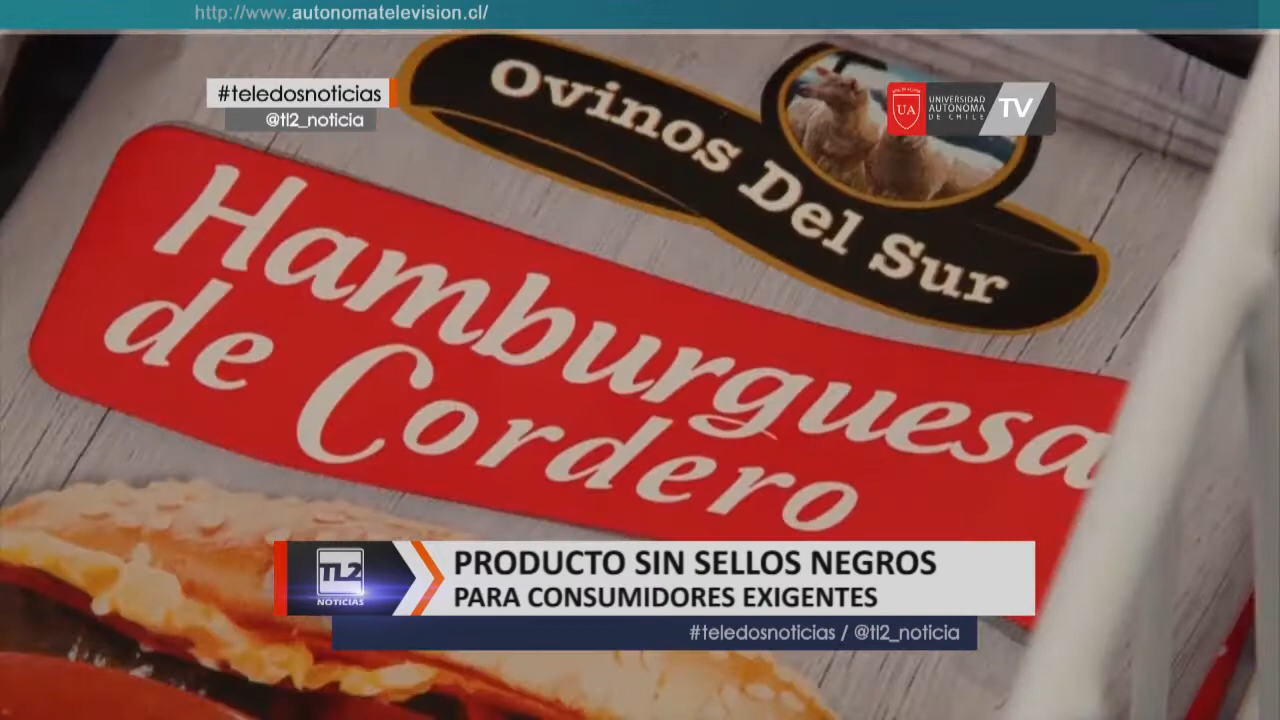 http://www.autonomatelevision.cl/
#teledosnoticias
@tl2_noticia
Ovinos Del Sur
UA
UNIVERSIDAD
AUTÓNOMA
DE CHILE
TV
Hamburguesa
de Cordero
TL2
NOTICIAS
PRODUCTO SIN SELLOS NEGROS
PARA CONSUMIDORES EXIGENTES
#teledosnoticias / @tl2_noticia